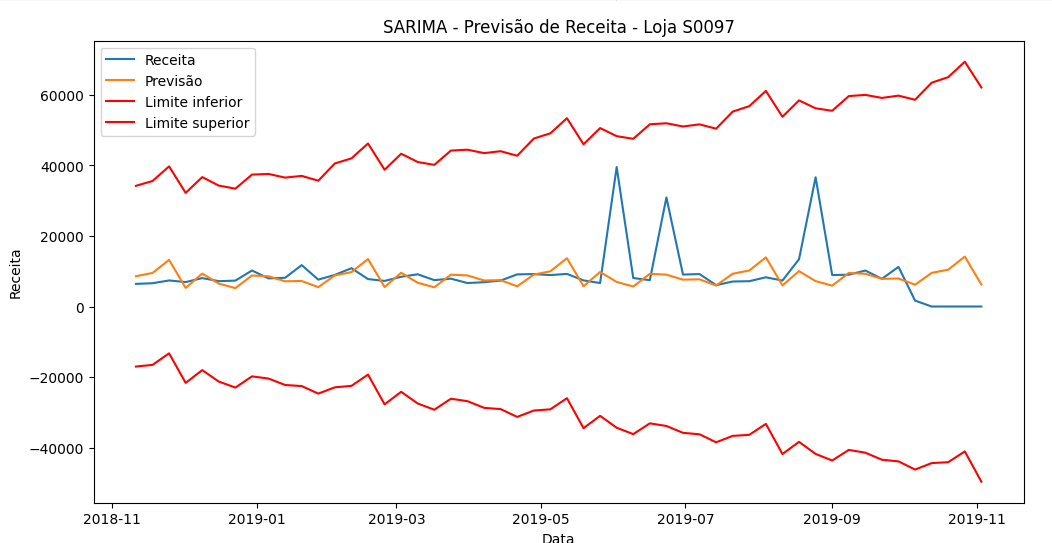 SARIMA - Previsão de Receita - Loja S0097
Receita
Previsão
Limite inferior
Limite superior
60000
40000
20000
0
−20000
−40000
Receita
2018-11
2019-01
2019-03
2019-05
2019-07
2019-09
2019-11
Data